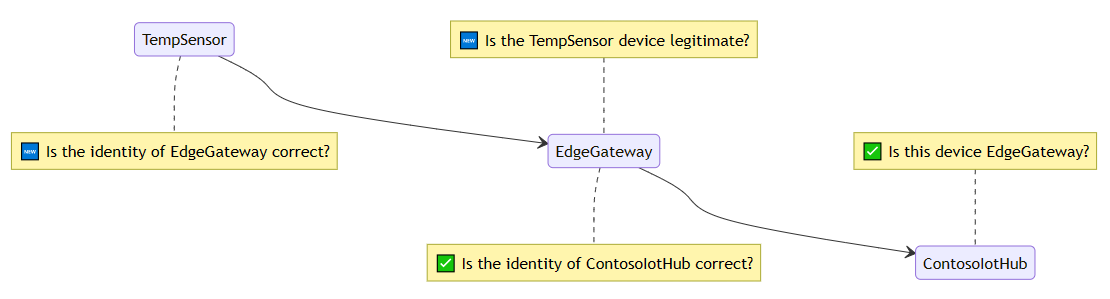 TempSensor
🆕 Is the TempSensor device legitimate?
🆕 Is the identity of EdgeGateway correct?
EdgeGateway
✅ Is this device EdgeGateway?
✅ Is the identity of ContosoIotHub correct?
ContosoIotHub